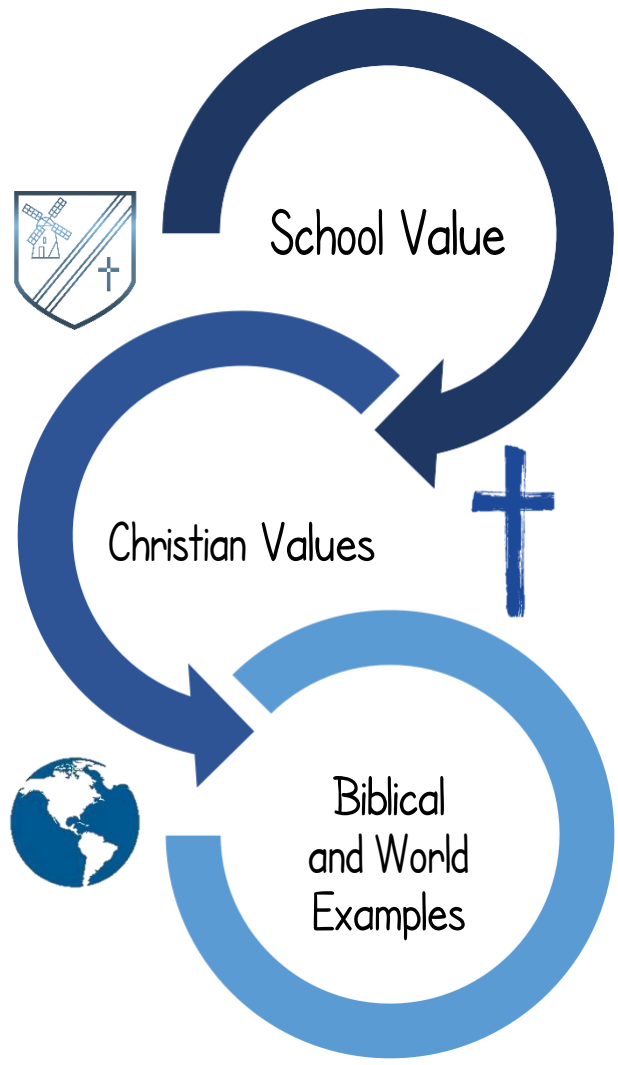 School Value
Christian Values
Biblical
and World
Examples